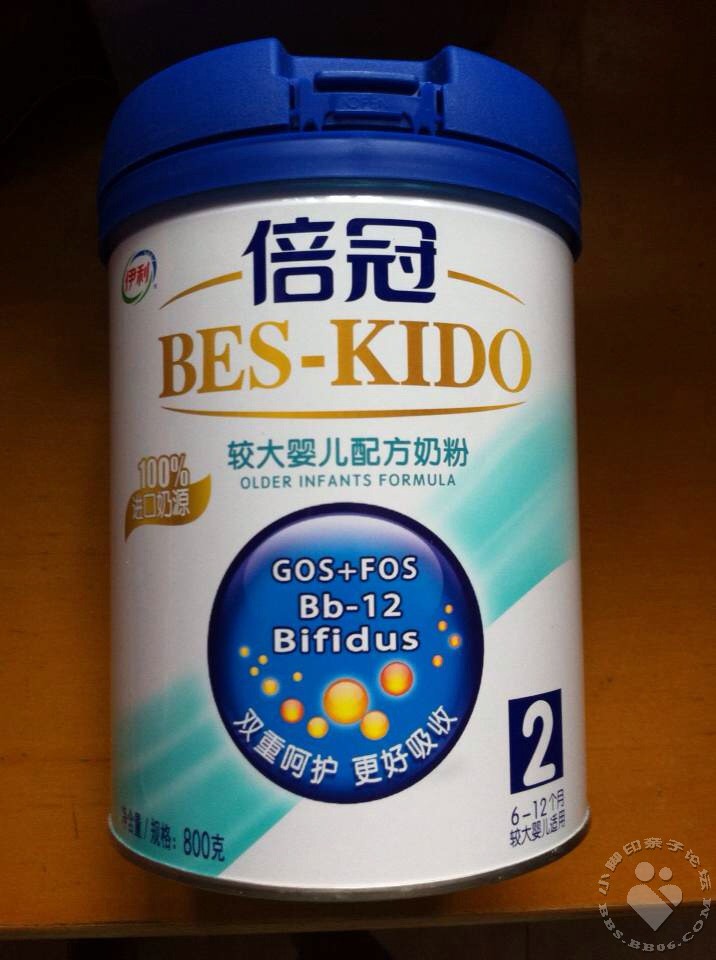 OPEN
伊利
倍冠
BES-KIDO
较大婴儿配方奶粉
OLDER INFANTS FORMULA
100%
进口奶源
GOS+FOS
Bb-12
Bifidus
双重呵护 更好吸收
2
6-12个月
较大婴儿适用
净含量/规格:800克
小脚印亲子论坛
BBS.BB06.COM